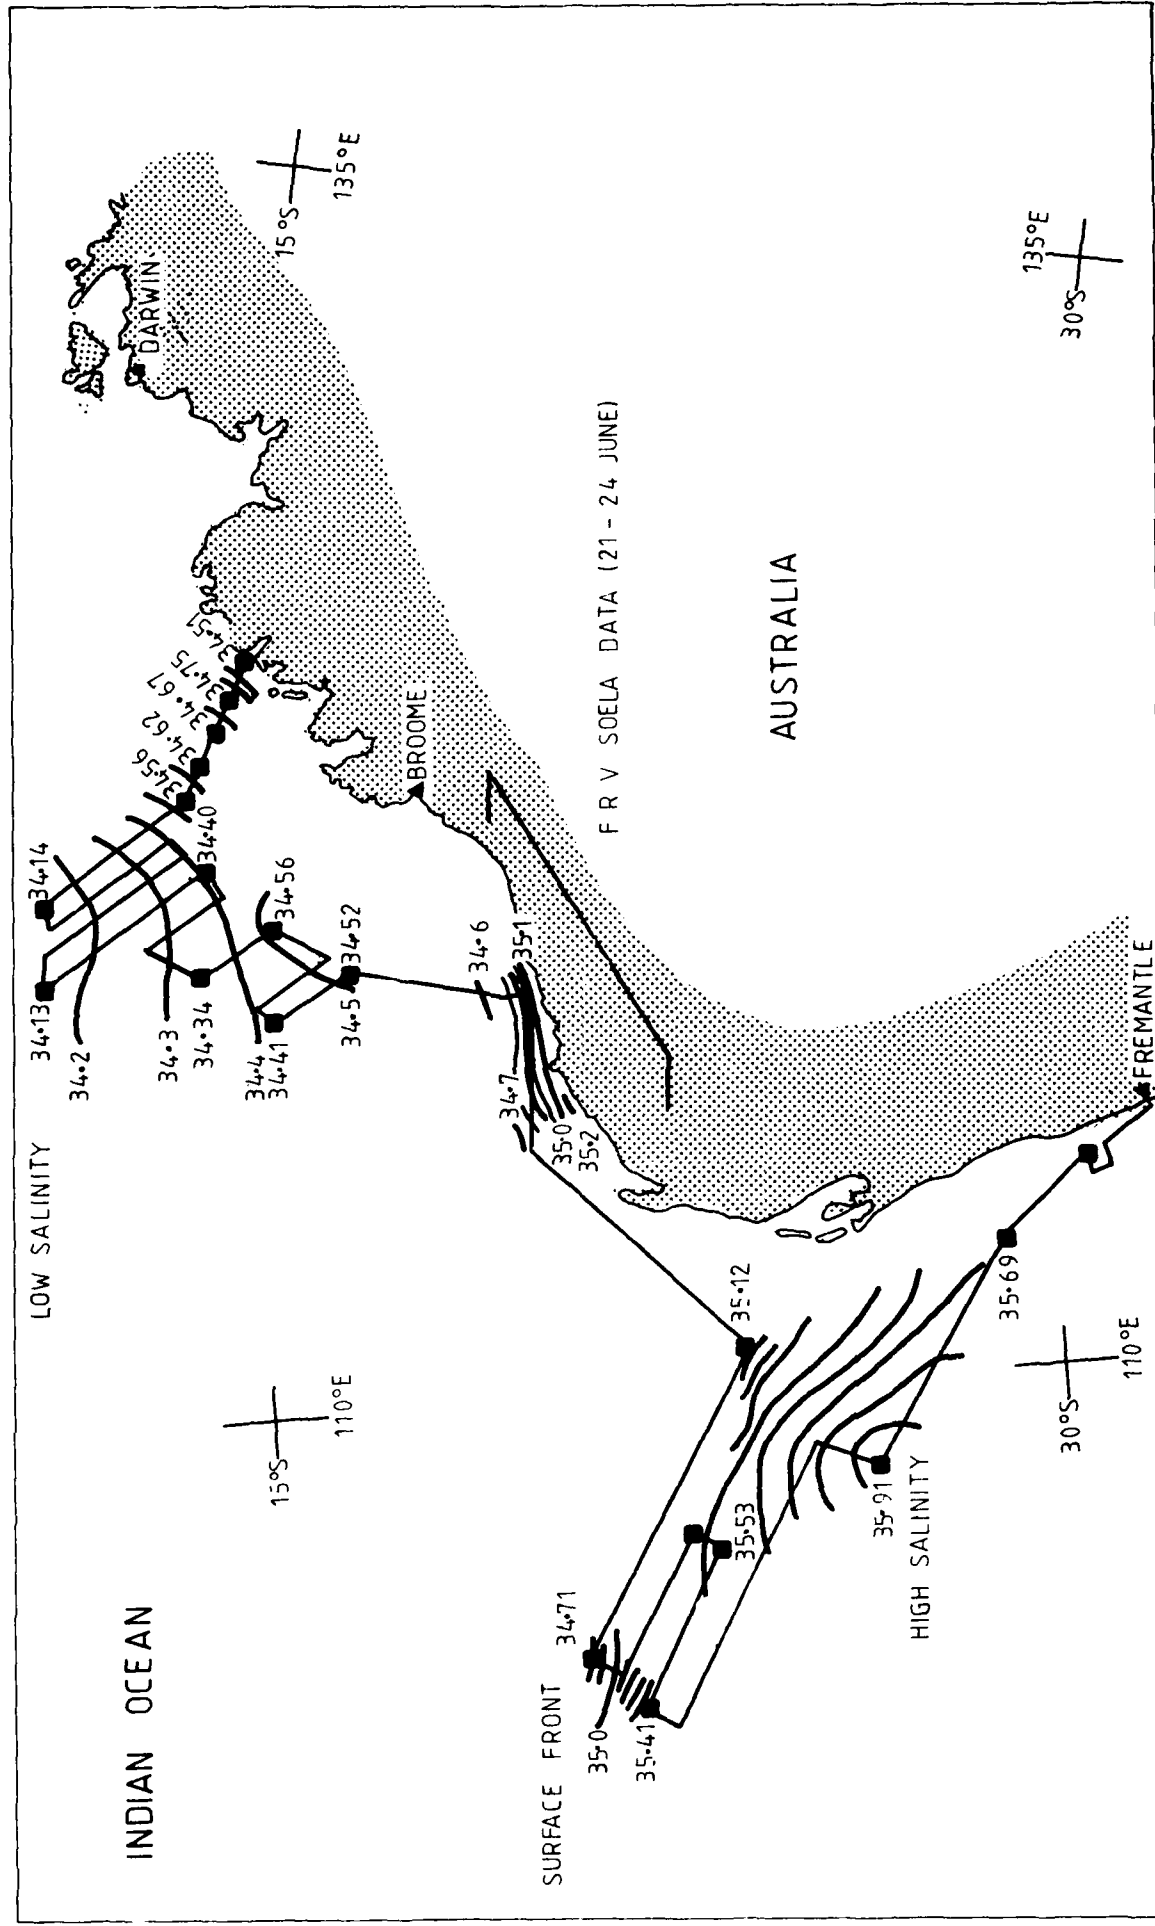 INDIAN OCEAN
LOW SALINITY
34·13
34·14
34·2
34·3
34·34
34·4
34·41
34·40
34·56
34·62
34·67
34·75
34·51
34·56
34·5
34·52
DARWIN
15°S
135°E
15°S
110°E
BROOME
34·6
34·7
35·1
35·0
35·2
F R V SOELA DATA (21 - 24 JUNE)
AUSTRALIA
SURFACE FRONT
34·71
35·0
35·41
35·53
35·12
35·91
HIGH SALINITY
35·69
30°S
110°E
30°S
135°E
FREMANTLE